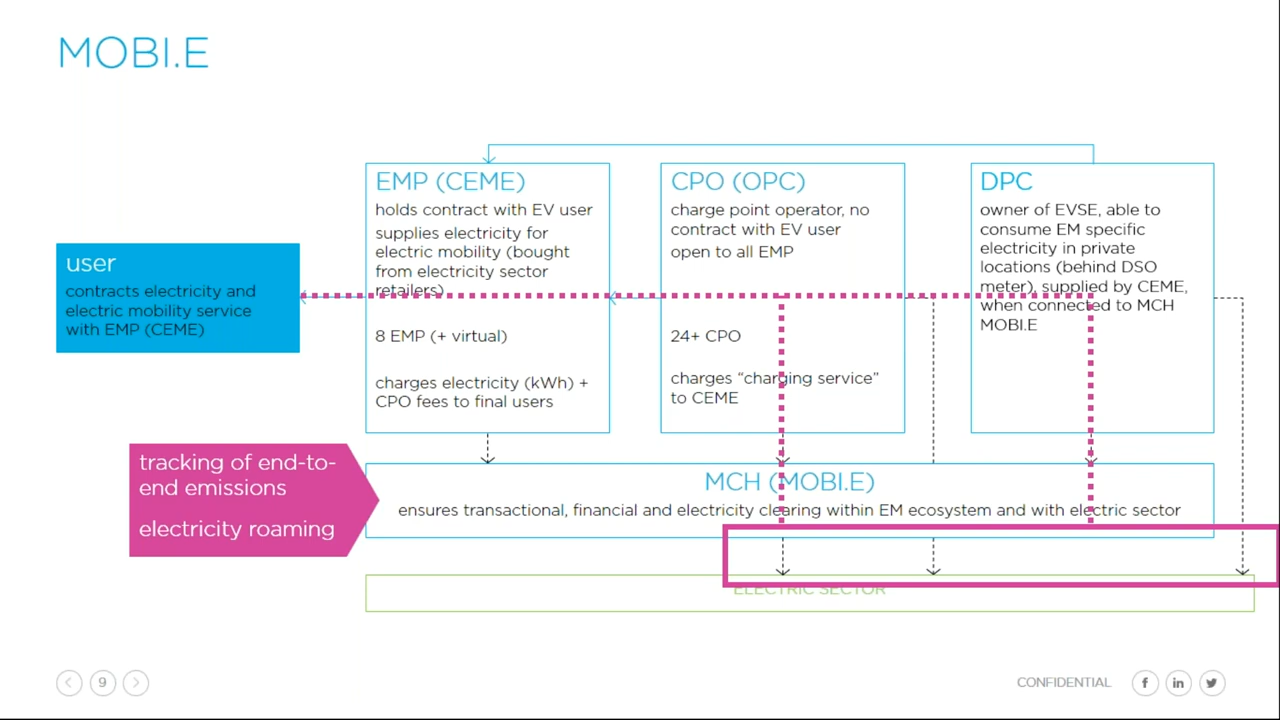 MOBI.E
EMP (CEME)
holds contract with EV user
supplies electricity for
electric mobility (bought
from electricity sector
retailers)
8 EMP (+ virtual)
charges electricity (kWh) +
CPO fees to final users
CPO (OPC)
charge point operator, no
contract with EV user
open to all EMP
24+ CPO
charges “charging service”
to CEME
DPC
owner of EVSE, able to
consume EM specific
electricity in private
locations (behind DSO
meter), supplied by CEME,
when connected to MCH
MOBI.E
user
contracts electricity and
electric mobility service
with EMP (CEME)
tracking of end-to-
end emissions
electricity roaming
MCH (MOBI.E)
ensures transactional, financial and electricity clearing within EM ecosystem and with electric sector
ELECTRIC SECTOR
9
CONFIDENTIAL